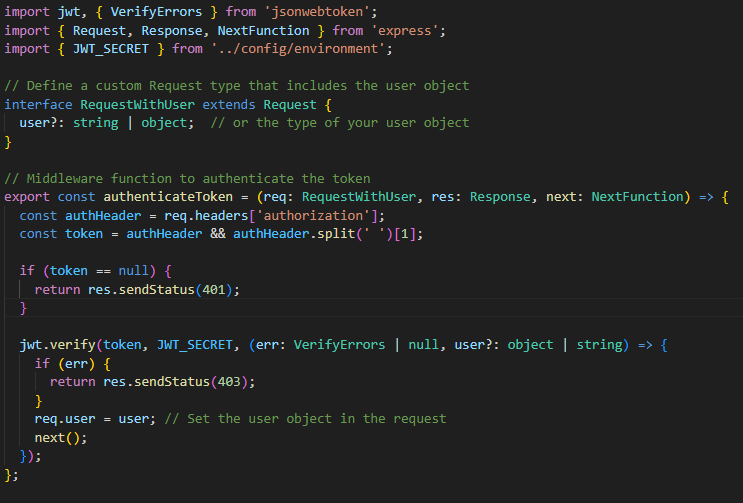 import jwt, { VerifyErrors } from 'jsonwebtoken';
import { Request, Response, NextFunction } from 'express';
import { JWT_SECRET } from '../config/environment';

// Define a custom Request type that includes the user object
interface RequestWithUser extends Request {
  user?: string | object;  // or the type of your user object
}

// Middleware function to authenticate the token
export const authenticateToken = (req: RequestWithUser, res: Response, next: NextFunction) => {
  const authHeader = req.headers['authorization'];
  const token = authHeader && authHeader.split(' ')[1];

  if (token == null) {
    return res.sendStatus(401);
  }

  jwt.verify(token, JWT_SECRET, (err: VerifyErrors | null, user?: object | string) => {
    if (err) {
      return res.sendStatus(403);
    }
    req.user = user; // Set the user object in the request
    next();
  });
};